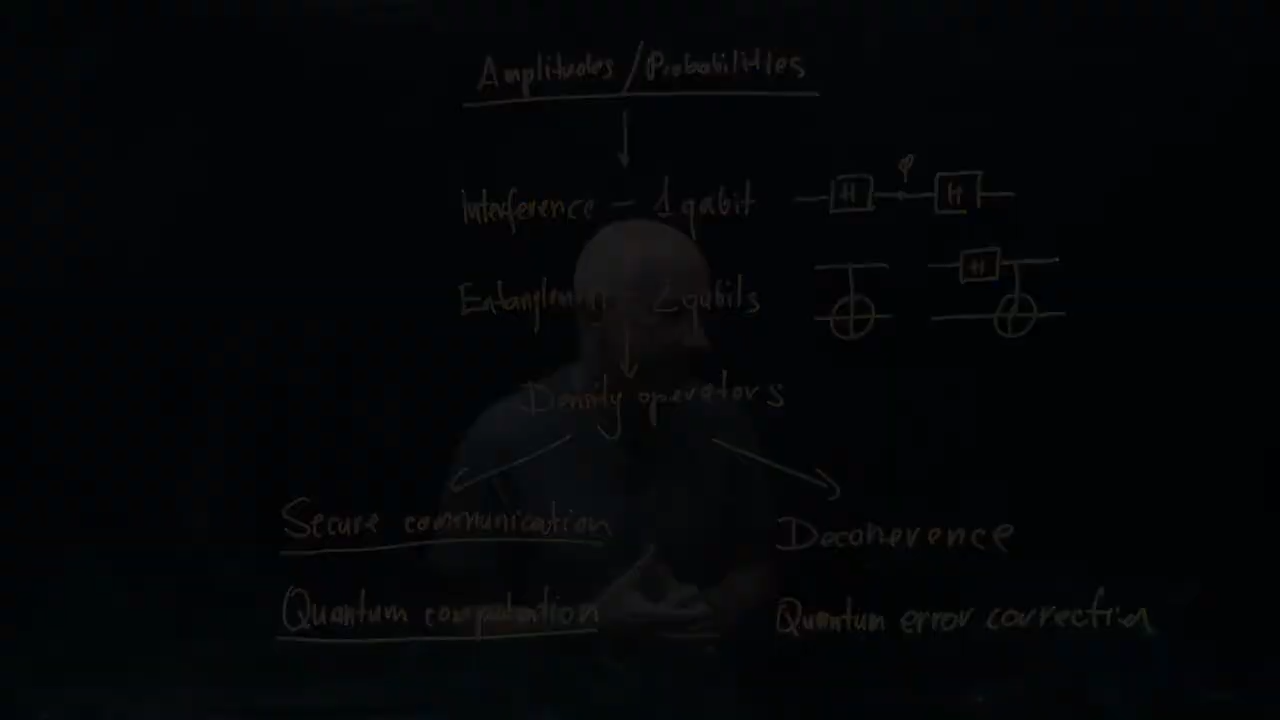 Amplitudes / Probabilities
Interference – 1 qubit
H φ H
Entanglement 2 qubits
H
Density operators
Secure communication
Decoherence
Quantum computation
Quantum error correction